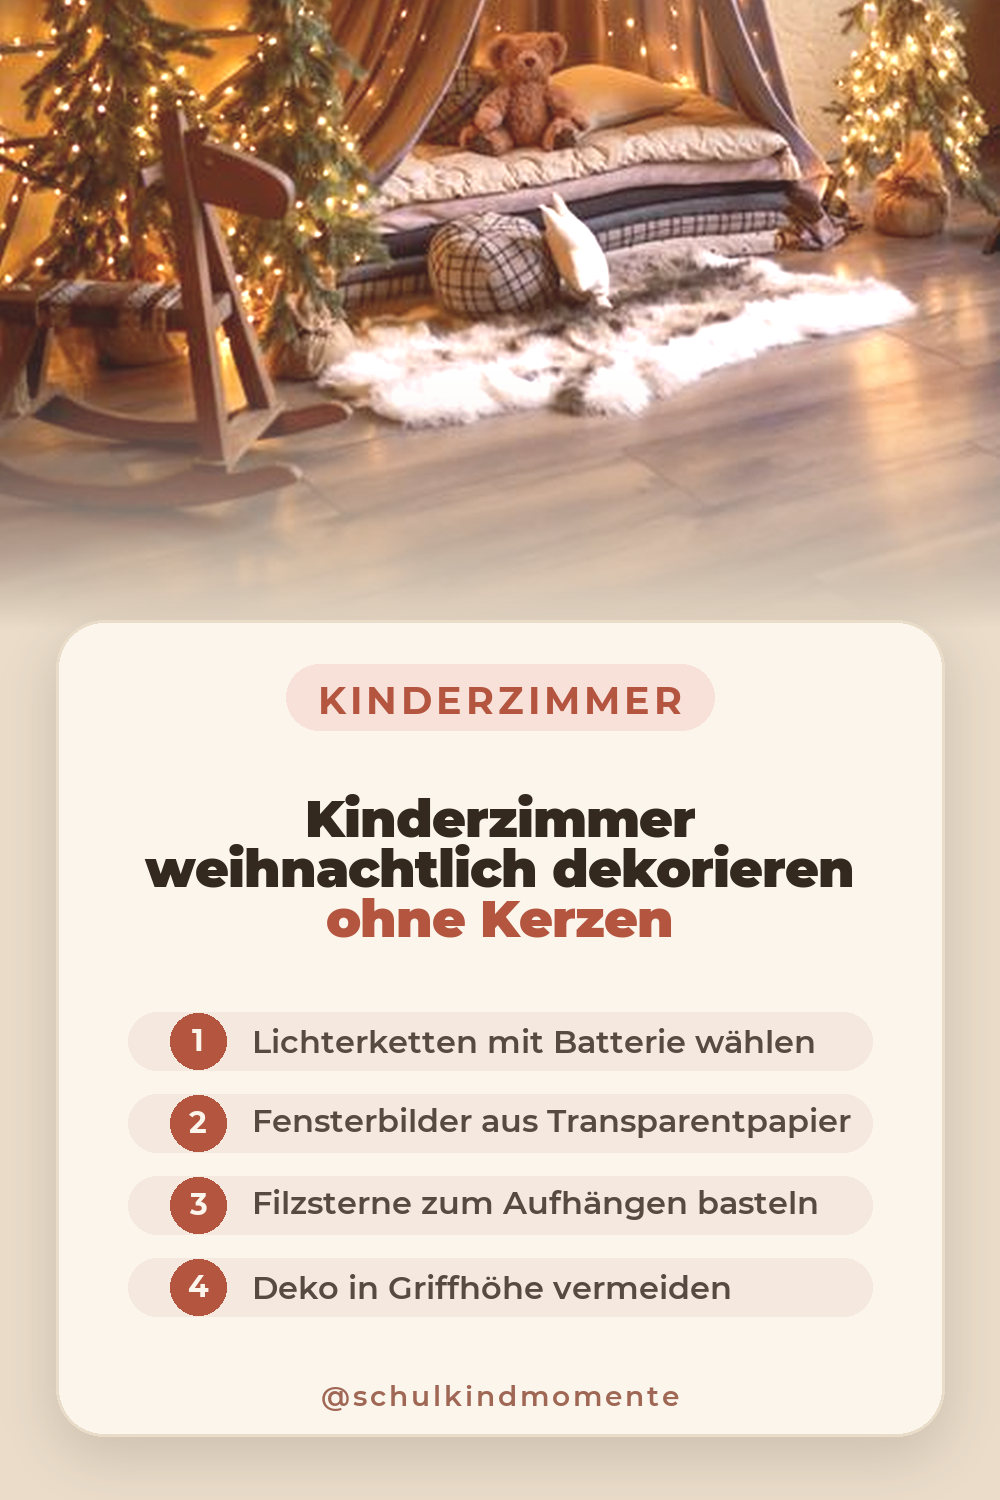 KINDERZIMMER
Kinderzimmer
weihnachtlich dekorieren
ohne Kerzen
1 Lichterketten mit Batterie wählen
2 Fensterbilder aus Transparentpapier
3 Filzsterne zum Aufhängen basteln
4 Deko in Griffhöhe vermeiden
@schulkindmomente